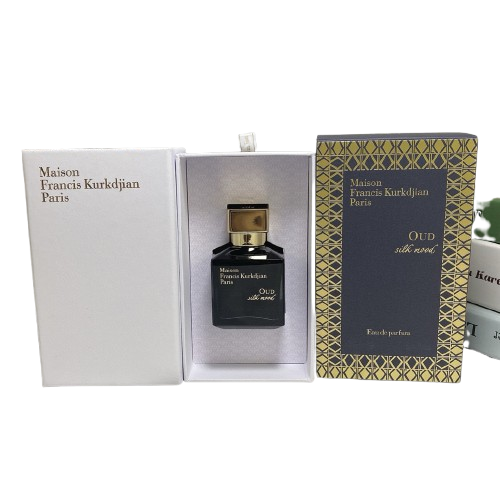 Maison
Francis Kurkdjian
Paris
Maison
Francis Kurkdjian
Paris
OUD
silk mood
Maison
Francis Kurkdjian
Paris
OUD
silk mood
Eau de parfum
Kare